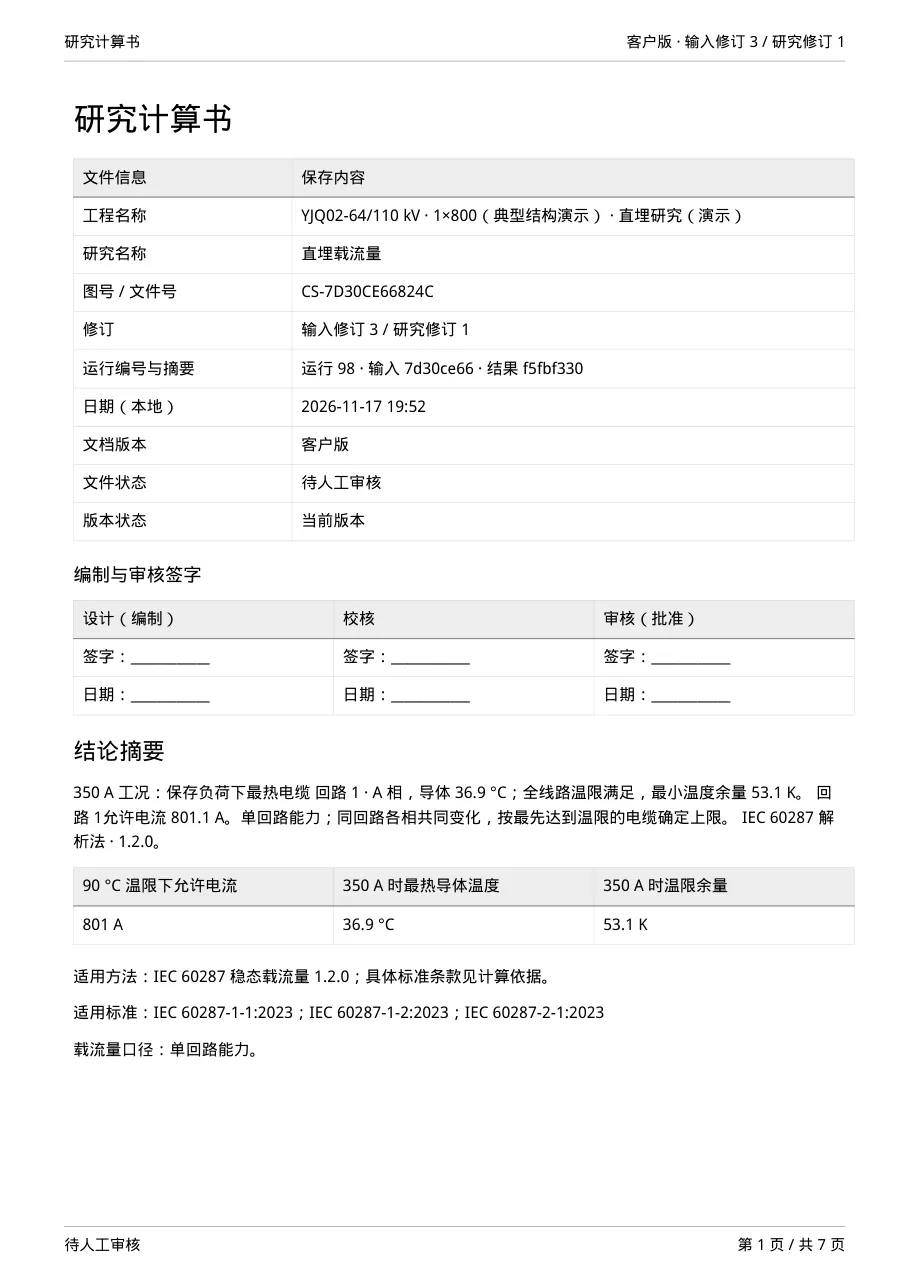 研究计算书
客户版 · 输入修订 3 / 研究修订 1
研究计算书
文件信息 保存内容
工程名称 YJQ02-64/110 kV · 1×800（典型结构演示）· 直埋研究（演示）
研究名称 直埋载流量
图号 / 文件号 CS-7D30CE66824C
修订 输入修订 3 / 研究修订 1
运行编号与摘要 运行 98 · 输入 7d30ce66 · 结果 f5fbf330
日期（本地） 2026-11-17 19:52
文档版本 客户版
文件状态 待人工审核
版本状态 当前版本
编制与审核签字
设计（编制） 校核 审核（批准）
签字：__________ 签字：__________ 签字：__________
日期：__________ 日期：__________ 日期：__________
结论摘要
350 A 工况：保存负荷下最热电缆 回路 1 · A 相，导体 36.9 °C；全线路温限满足，最小温度余量 53.1 K。 回
路 1允许电流 801.1 A。单回路能力；同回路各相共同变化，按最先达到温限的电缆确定上限。 IEC 60287 解
析法 · 1.2.0。
90 °C 温限下允许电流 350 A 时最热导体温度 350 A 时温限余量
801 A 36.9 °C 53.1 K
适用方法：IEC 60287 稳态载流量 1.2.0；具体标准条款见计算依据。
适用标准：IEC 60287-1-1:2023；IEC 60287-1-2:2023；IEC 60287-2-1:2023
载流量口径：单回路能力。
待人工审核
第 1 页 / 共 7 页